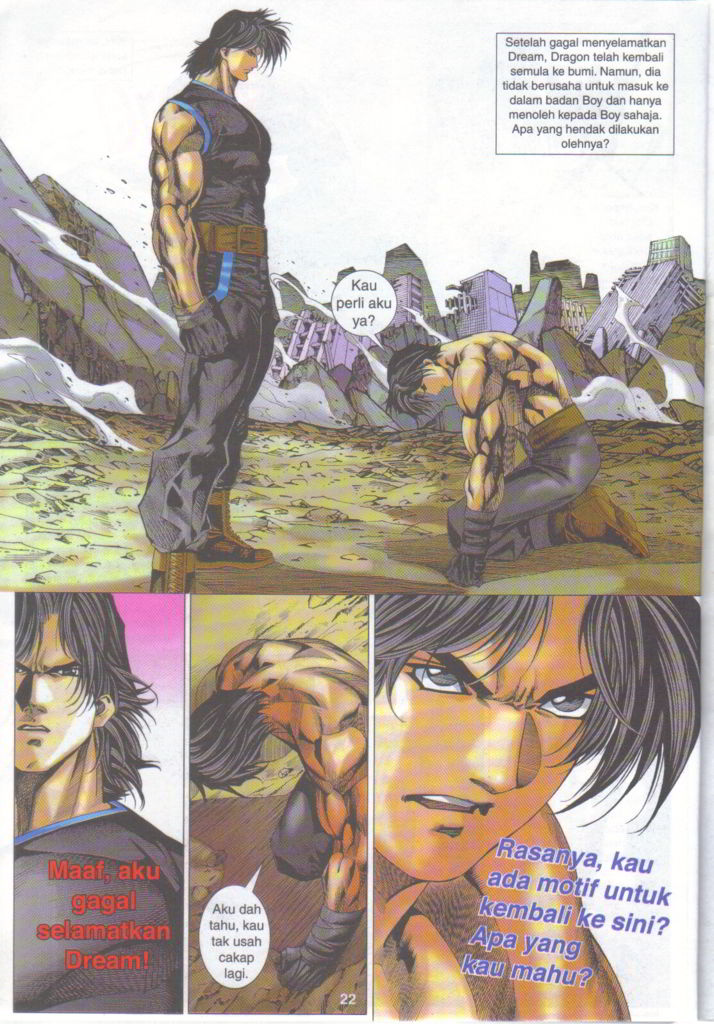 Setelah gagal menyelamatkan
Dream, Dragon telah kembali
semula ke bumi. Namun, dia
tidak berusaha untuk masuk ke
dalam badan Boy dan hanya
menoleh kepada Boy sahaja.
Apa yang hendak dilakukan
olehnya?
Kau
perli aku
ya?
Maaf, aku
gagal
selamatkan
Dream!
Aku dah
tahu, kau
tak usah
cakap
lagi.
Rasanya, kau
ada motif untuk
kembali ke sini?
Apa yang
kau mahu?
22